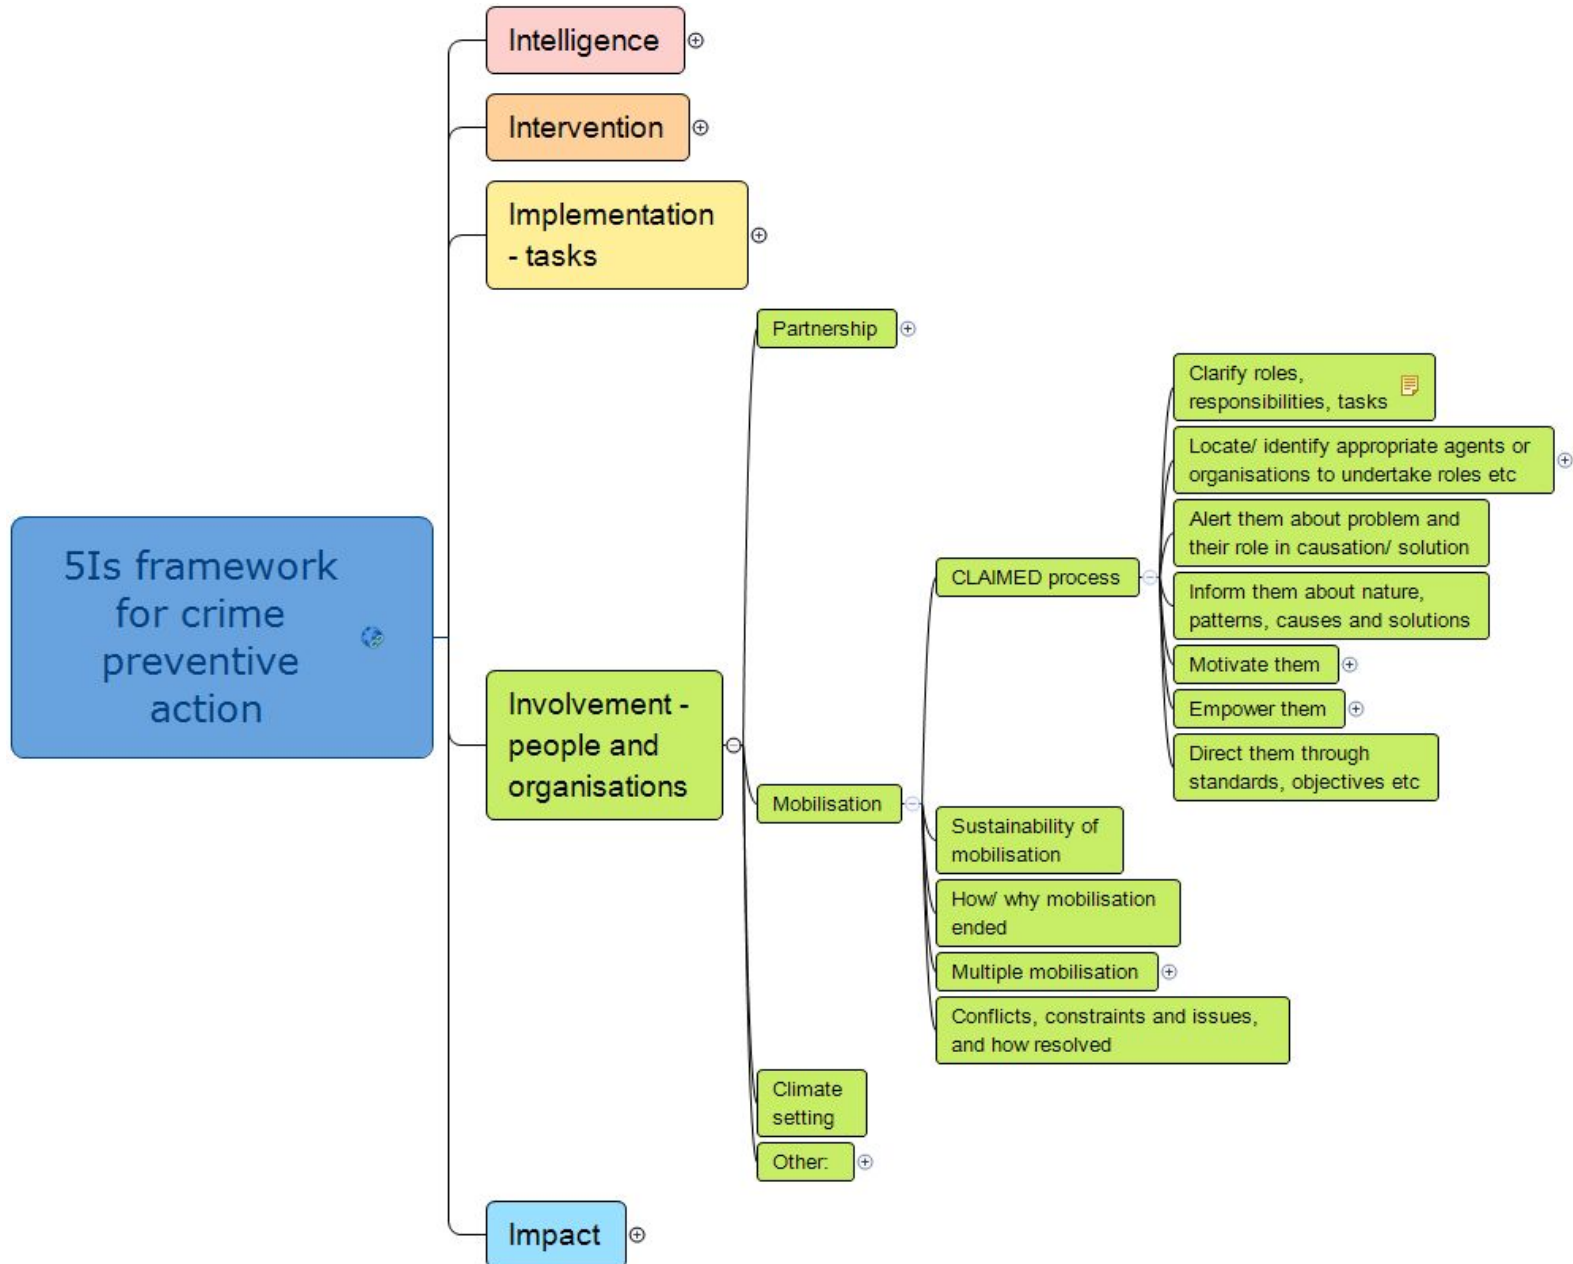 5Is framework
for crime
preventive
action
Intelligence
Intervention
Implementation
- tasks
Involvement -
people and
organisations
Partnership
Mobilisation
CLAIMED process
Clarify roles,
responsibilities, tasks
Locate/ identify appropriate agents or
organisations to undertake roles etc
Alert them about problem and
their role in causation/ solution
Inform them about nature,
patterns, causes and solutions
Motivate them
Empower them
Direct them through
standards, objectives etc
Sustainability of
mobilisation
How/ why mobilisation
ended
Multiple mobilisation
Conflicts, constraints and issues,
and how resolved
Climate
setting
Other:
Impact